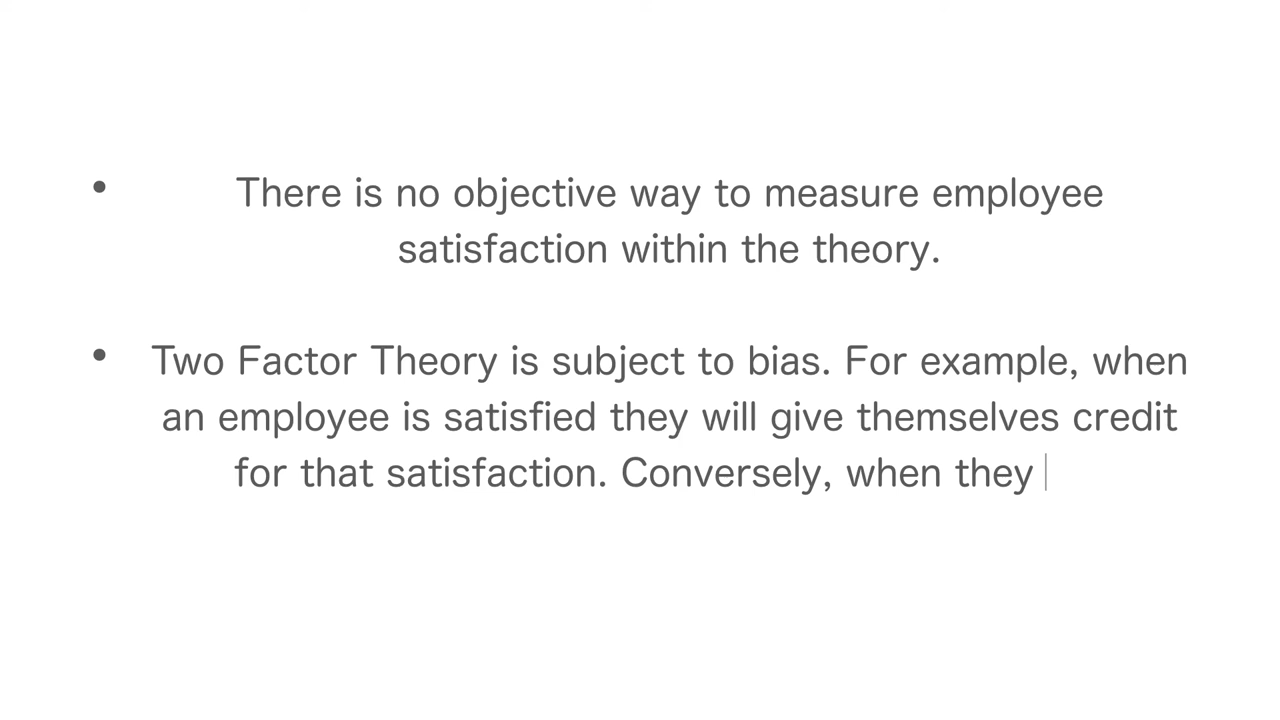 • There is no objective way to measure employee
satisfaction within the theory.
• Two Factor Theory is subject to bias. For example, when
an employee is satisfied they will give themselves credit
for that satisfaction. Conversely, when they